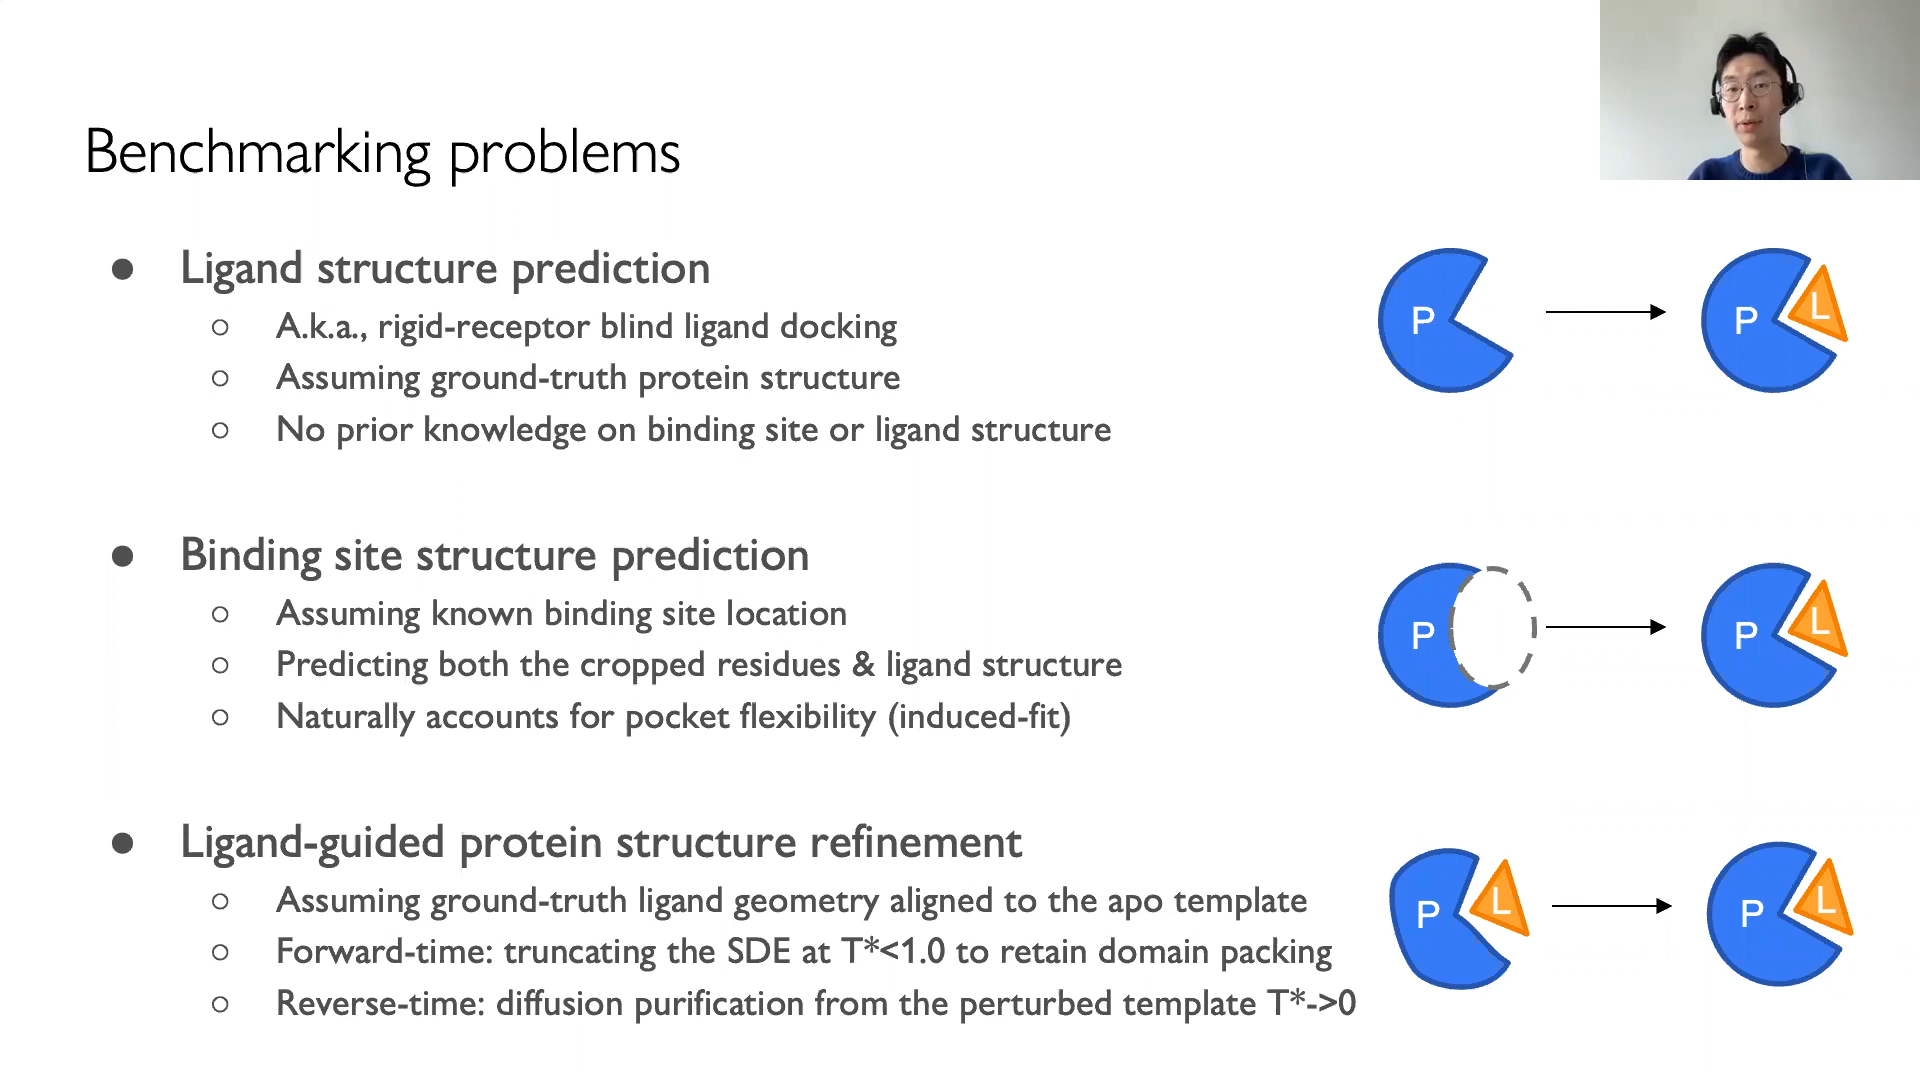 Benchmarking problems
● Ligand structure prediction
○ A.k.a., rigid-receptor blind ligand docking
○ Assuming ground-truth protein structure
○ No prior knowledge on binding site or ligand structure
P
P L
● Binding site structure prediction
○ Assuming known binding site location
○ Predicting both the cropped residues & ligand structure
○ Naturally accounts for pocket flexibility (induced-fit)
P
P L
● Ligand-guided protein structure refinement
○ Assuming ground-truth ligand geometry aligned to the apo template
○ Forward-time: truncating the SDE at T*<1.0 to retain domain packing
○ Reverse-time: diffusion purification from the perturbed template T*->0
P L
P L